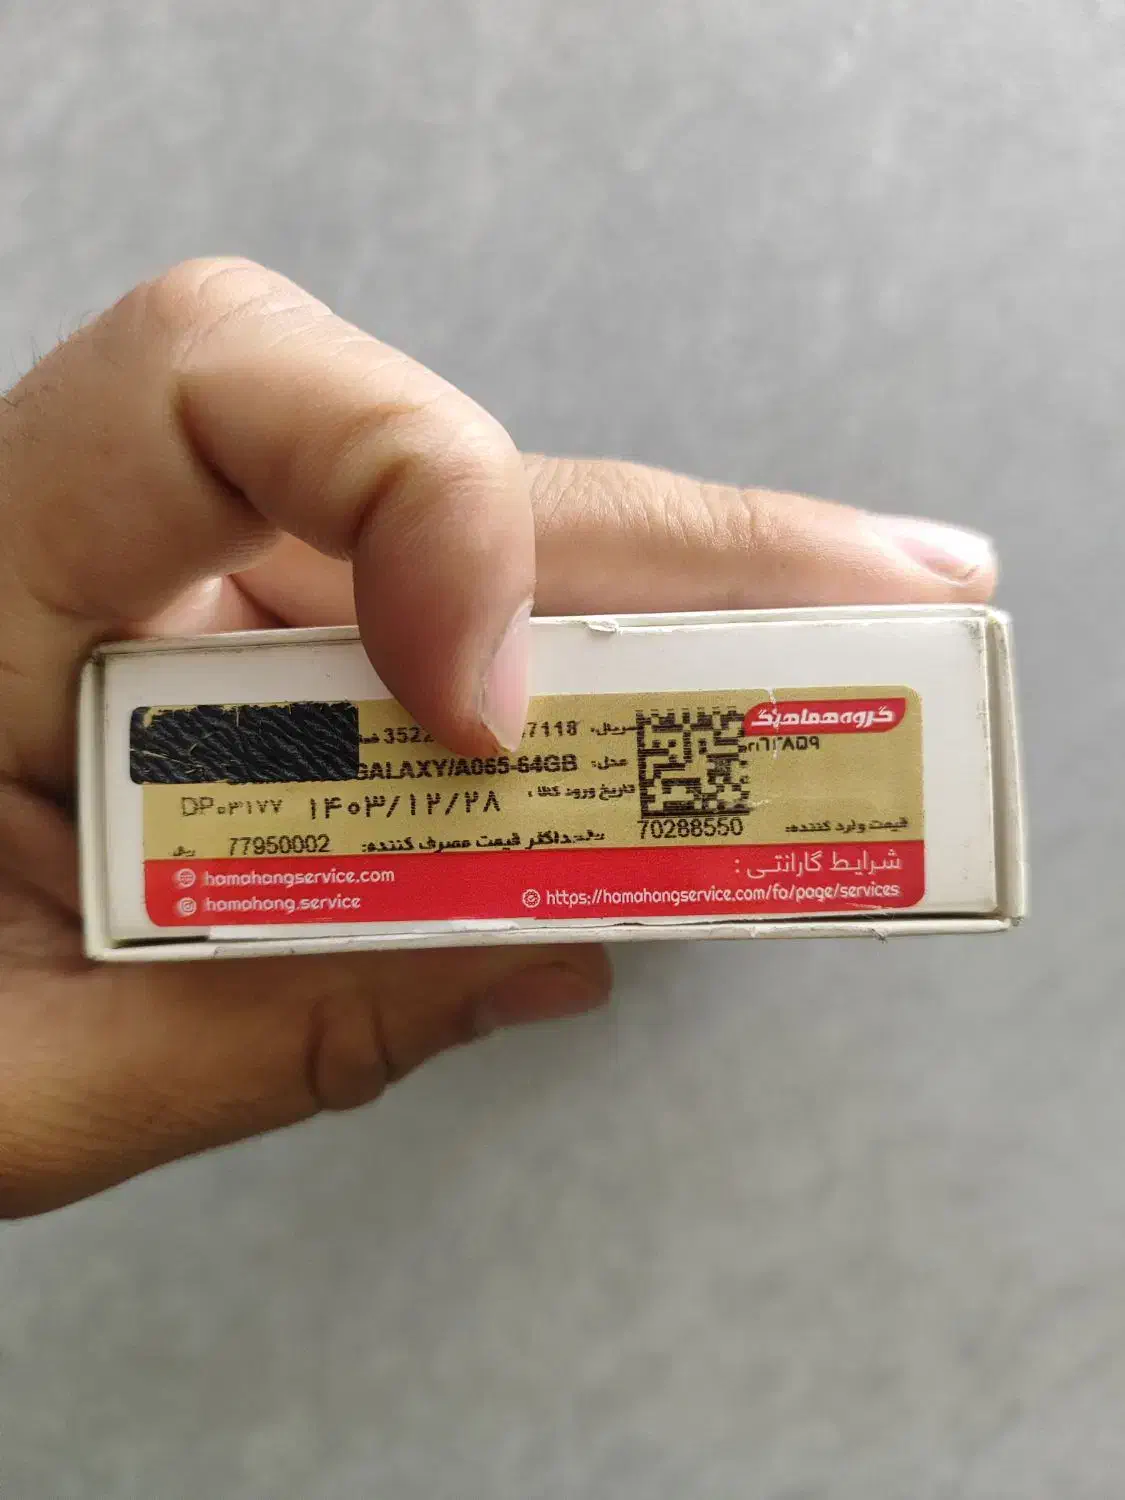 گروه هماهنگ
سریال: 352 7118
مدل: GALAXY/A065-64GB
تاریخ ورود کالا: ۱۴۰۳/۱۲/۲۸ DP۰۳۱۷۷
قیمت وارد کننده: 70288550 ریال
حداکثر قیمت مصرف کننده: 77950002 ریال
شرایط گارانتی:
https://hamahangservice.com/fa/page/services
hamahangservice.com
hamahang.service